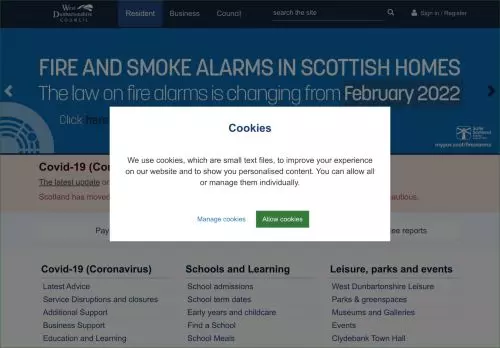 West
Dunbartonshire
COUNCIL
Resident
Business
Council
search the site
Sign in / Register
FIRE AND SMOKE ALARMS IN SCOTTISH HOMES
The law on fire alarms is changing from February 2022
Click here
mygov.scot/firealarms
Covid-19 (Cor
The latest update or
Scotland has moved
autious.
Cookies
We use cookies, which are small text files, to improve your experience
on our website and to show you personalised content. You can allow all
or manage them individually.
Manage cookies
Allow cookies
Pay
ee reports
Covid-19 (Coronavirus)
Latest Advice
Service Disruptions and closures
Additional Support
Business Support
Education and Learning
Schools and Learning
School admissions
School term dates
Early years and childcare
Find a School
School Meals
Leisure, parks and events
West Dunbartonshire Leisure
Parks & greenspaces
Museums and Galleries
Events
Clydebank Town Hall